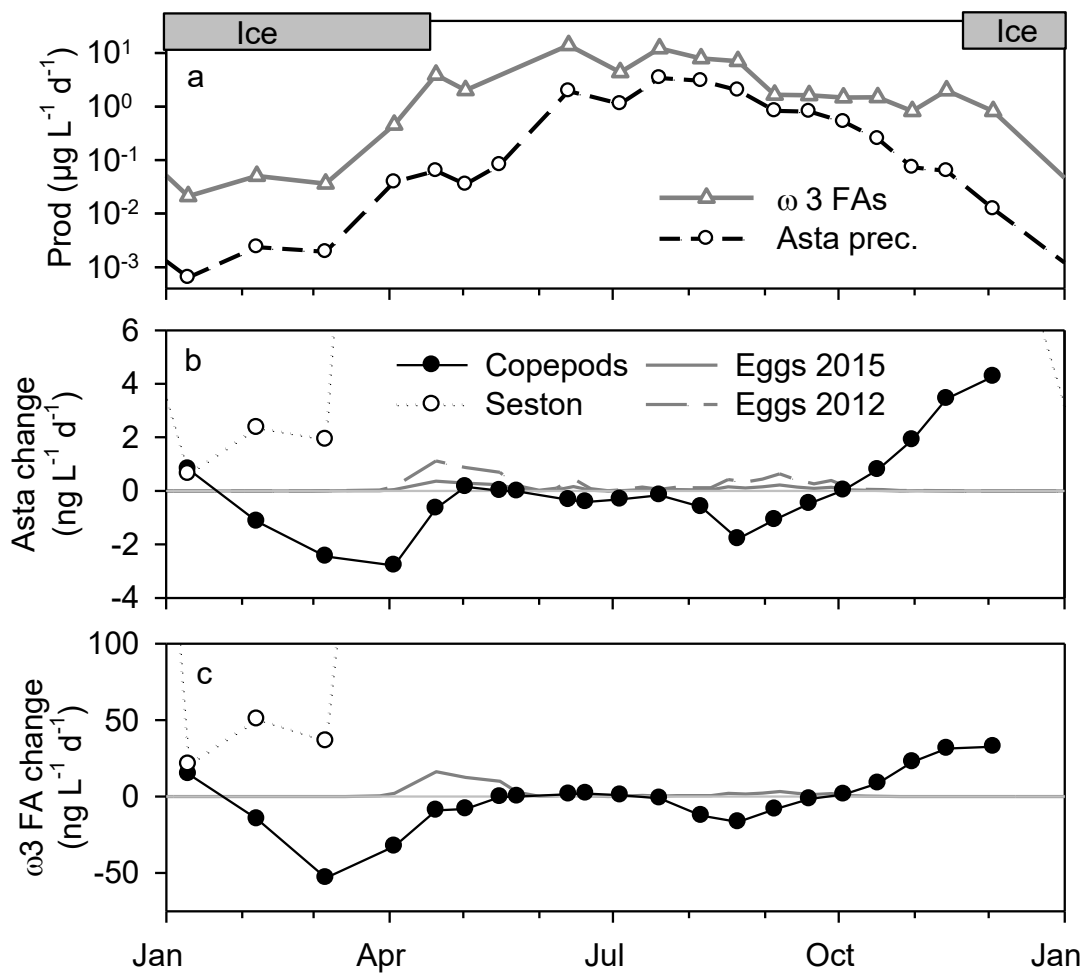 Ice
Ice
Prod (µg L⁻¹ d⁻¹)
10¹
10⁰
10⁻¹
10⁻²
10⁻³
a
ω 3 FAs
Asta prec.
Asta change
(ng L⁻¹ d⁻¹)
6
4
2
0
-2
-4
b
Copepods
Seston
Eggs 2015
Eggs 2012
ω3 FA change
(ng L⁻¹ d⁻¹)
100
50
0
-50
c
Jan Apr Jul Oct Jan